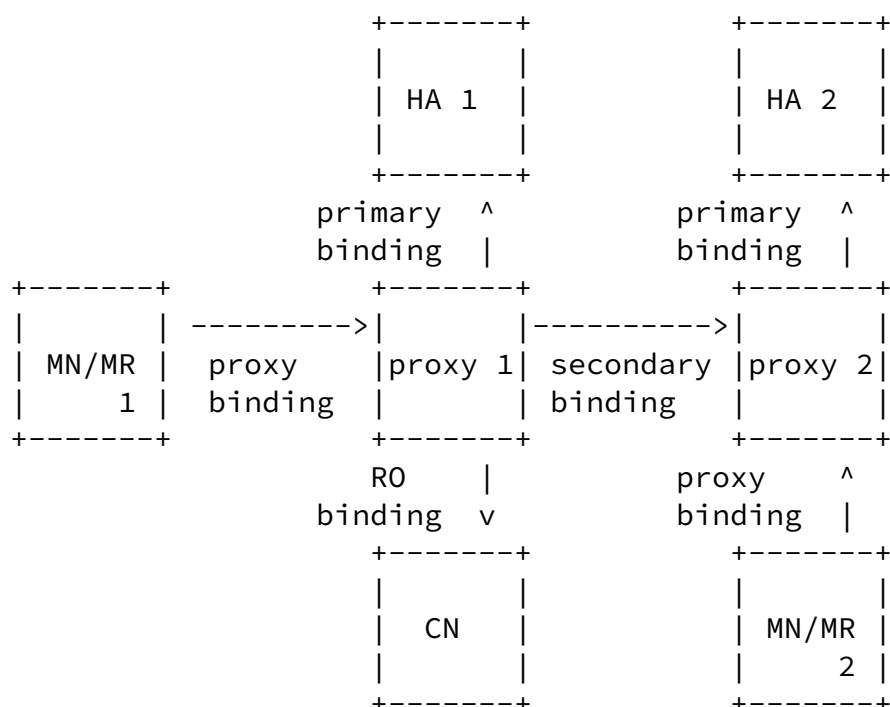 +-------+                +-------+
|       |                |       |
| HA 1  |                | HA 2  |
|       |                |       |
+-------+                +-------+
primary  ^                primary  ^
binding  |                binding  |
+-------+           +-------+                +-------+
|       | --------->|       |---------->|       |
| MN/MR |  proxy    |proxy 1| secondary |proxy 2|
|     1 |  binding  |       | binding   |       |
+-------+           +-------+                +-------+
RO    |                proxy    ^
binding  v                binding  |
+-------+                +-------+
|       |                |       |
|  CN   |                | MN/MR |
|       |                |     2 |
+-------+                +-------+